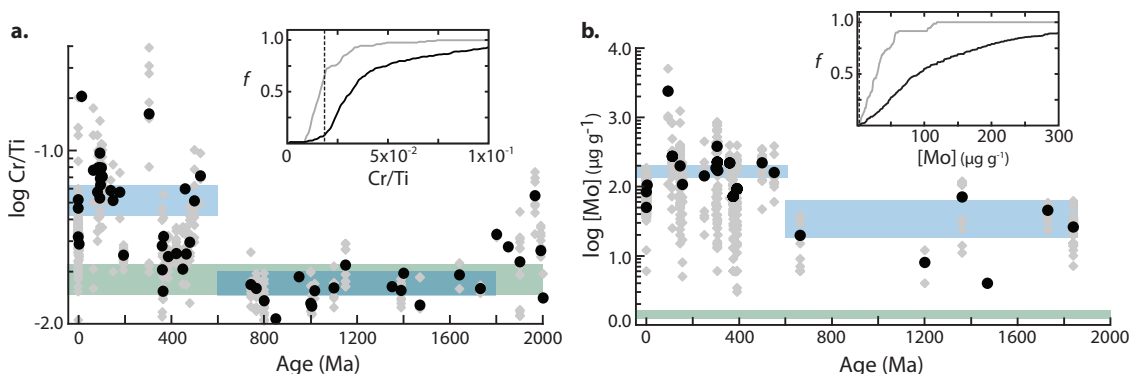 a.
log Cr/Ti
-1.0
-2.0
0
400
800
1200
1600
2000
Age (Ma)
f
1.0
0.5
0
5x10⁻²
1x10⁻¹
Cr/Ti
b.
log [Mo] (µg g⁻¹)
4.0
3.0
2.0
1.0
0.0
0
400
800
1200
1600
2000
Age (Ma)
f
1.0
0.5
100
200
300
[Mo] (µg g⁻¹)